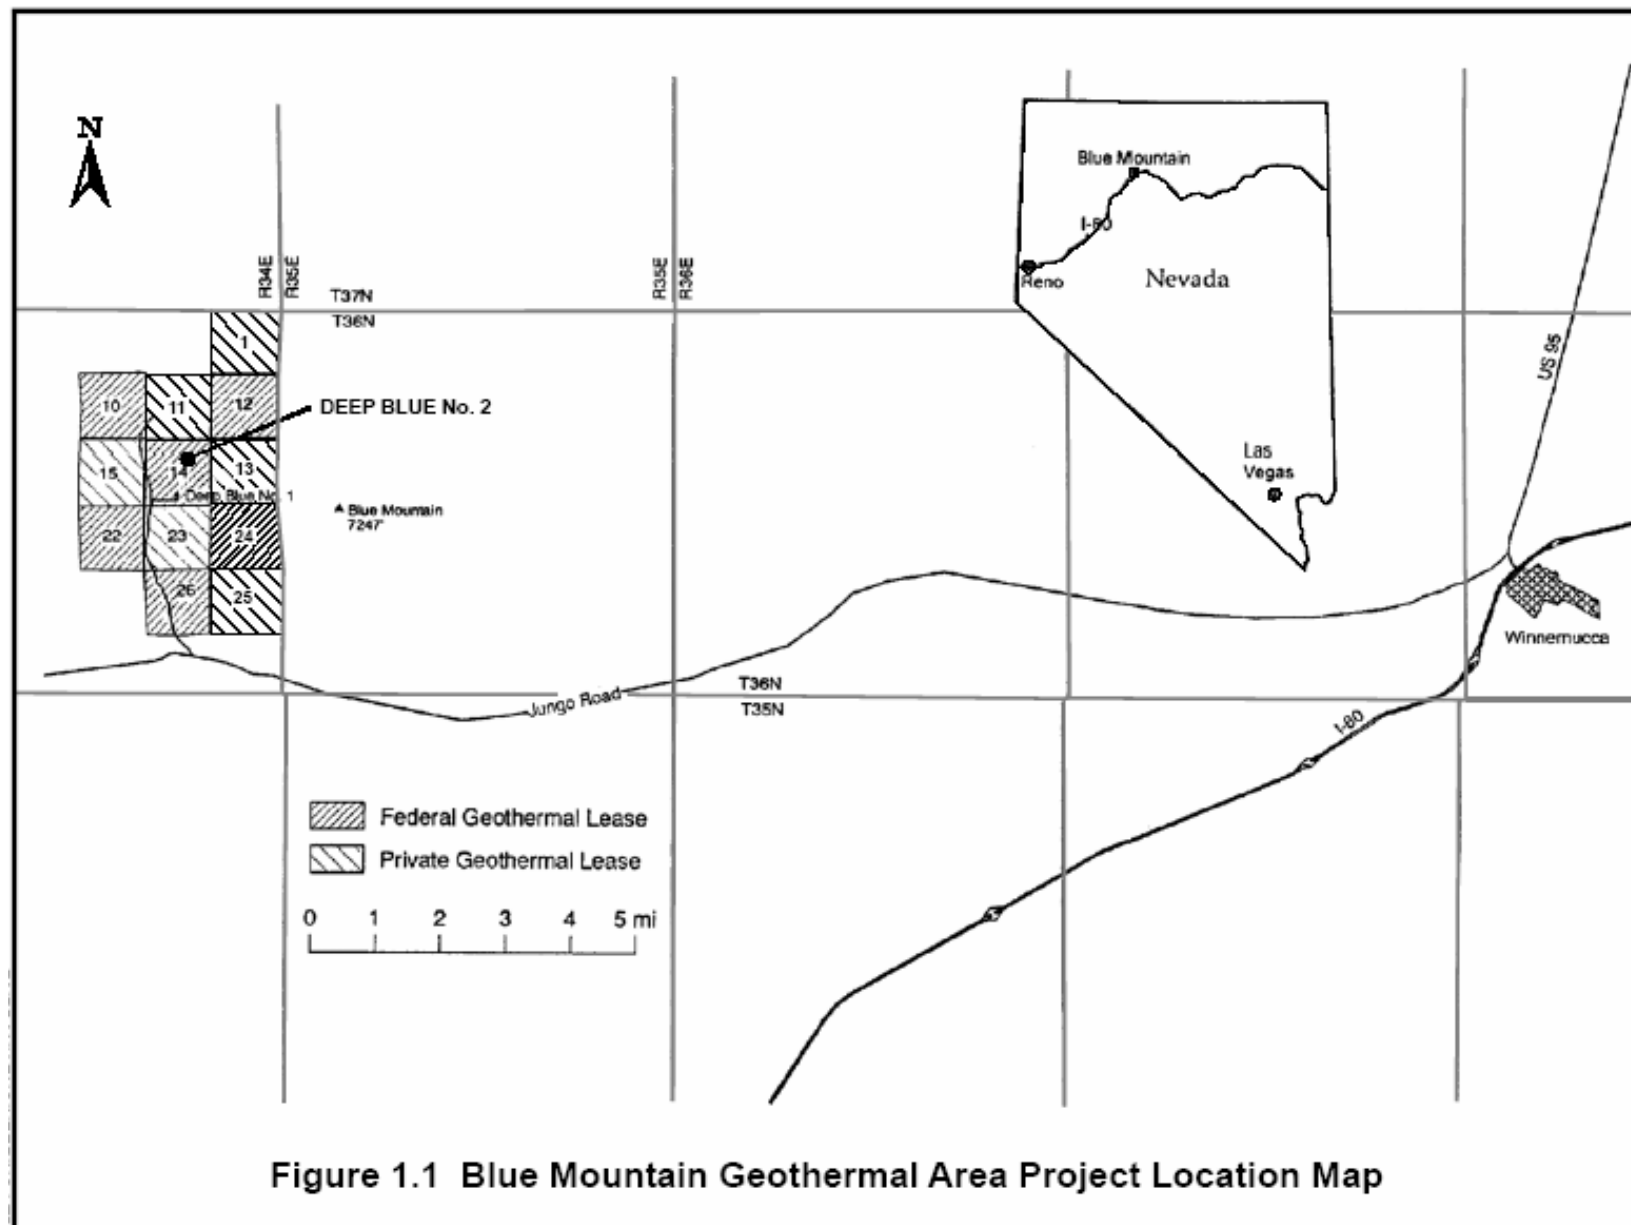 N
Blue Mountain
I-80
Reno
Nevada
Las
Vegas
R34E
R35E
R35E
R36E
T37N
T36N
US 95
1
10
11
12
DEEP BLUE No. 2
15
14
13
Deep Blue No. 1
Blue Mountain
7247'
22
23
24
26
25
Winnemucca
T36N
T35N
Jungo Road
I-80
Federal Geothermal Lease
Private Geothermal Lease
0 1 2 3 4 5 mi
Figure 1.1 Blue Mountain Geothermal Area Project Location Map